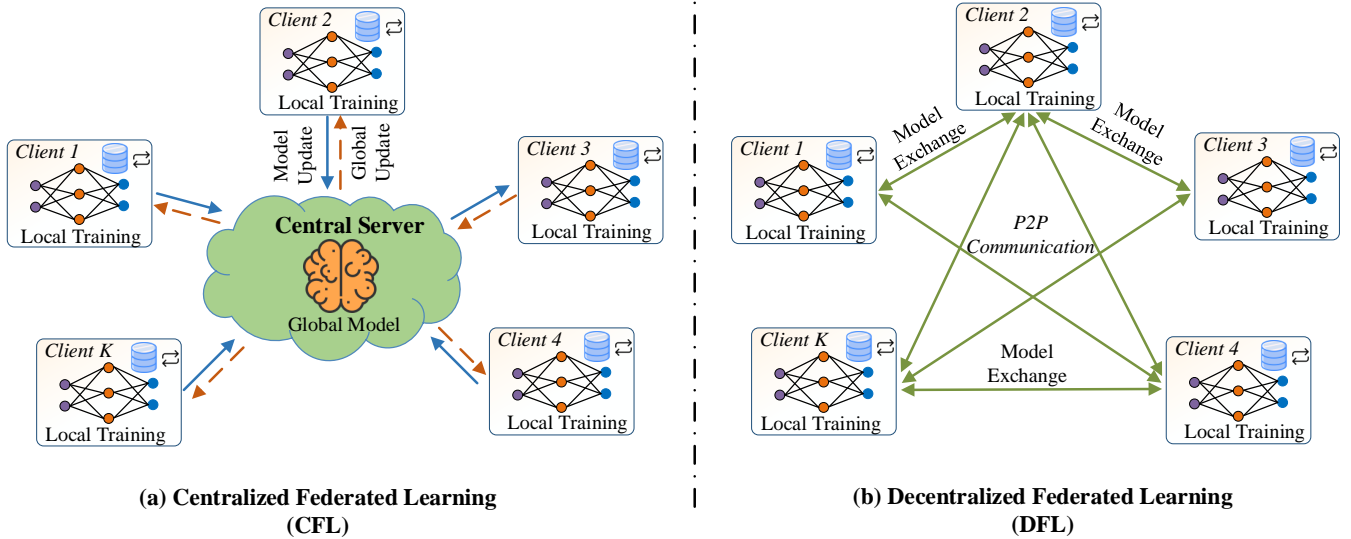 Client 2
Local Training
Model
Update
Global
Update
Client 1
Local Training
Client 3
Local Training
Central Server
Global Model
Client K
Local Training
Client 4
Local Training
(a) Centralized Federated Learning
(CFL)
Client 2
Local Training
Model
Exchange
Model
Exchange
Client 1
Local Training
Client 3
Local Training
P2P
Communication
Client K
Local Training
Model
Exchange
Client 4
Local Training
(b) Decentralized Federated Learning
(DFL)